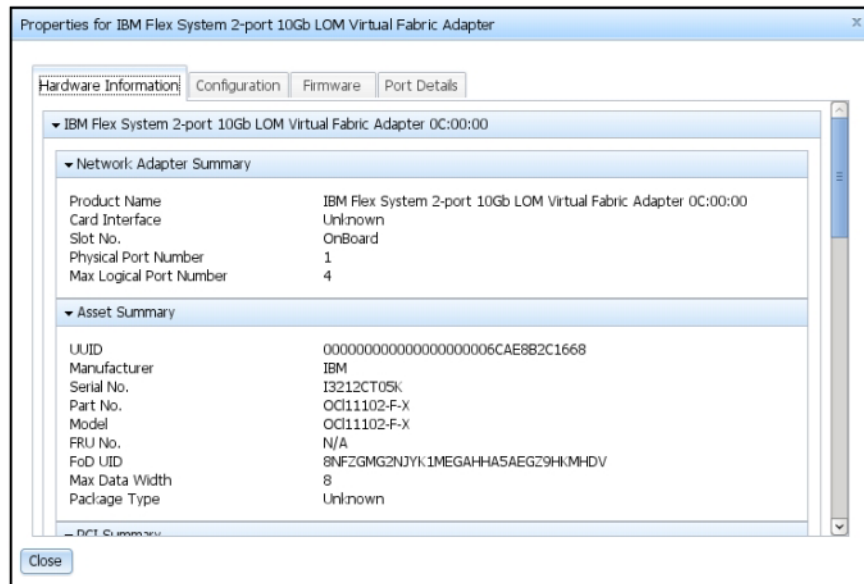 Properties for IBM Flex System 2-port 10Gb LOM Virtual Fabric Adapter x
Hardware Information Configuration Firmware Port Details
IBM Flex System 2-port 10Gb LOM Virtual Fabric Adapter 0C:00:00
Network Adapter Summary
Product Name IBM Flex System 2-port 10Gb LOM Virtual Fabric Adapter 0C:00:00
Card Interface Unknown
Slot No. OnBoard
Physical Port Number 1
Max Logical Port Number 4
Asset Summary
UUID 000000000000000000006CAE8B2C1668
Manufacturer IBM
Serial No. I3212CT05K
Part No. OCl11102-F-X
Model OCl11102-F-X
FRU No. N/A
FoD UID 8NFZGMG2NJYK1MEGAHHA5AEGZ9HKMHDV
Max Data Width 8
Package Type Unknown
PCI Summary
Close